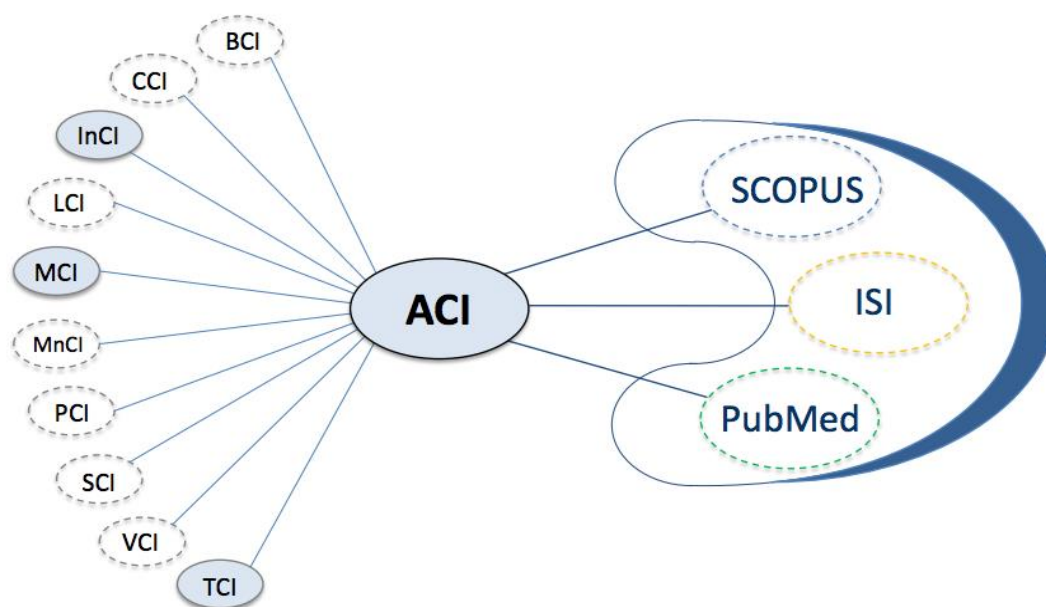 BCI
CCI
InCI
LCI
MCI
MnCI
PCI
SCI
VCI
TCI
ACI
SCOPUS
ISI
PubMed